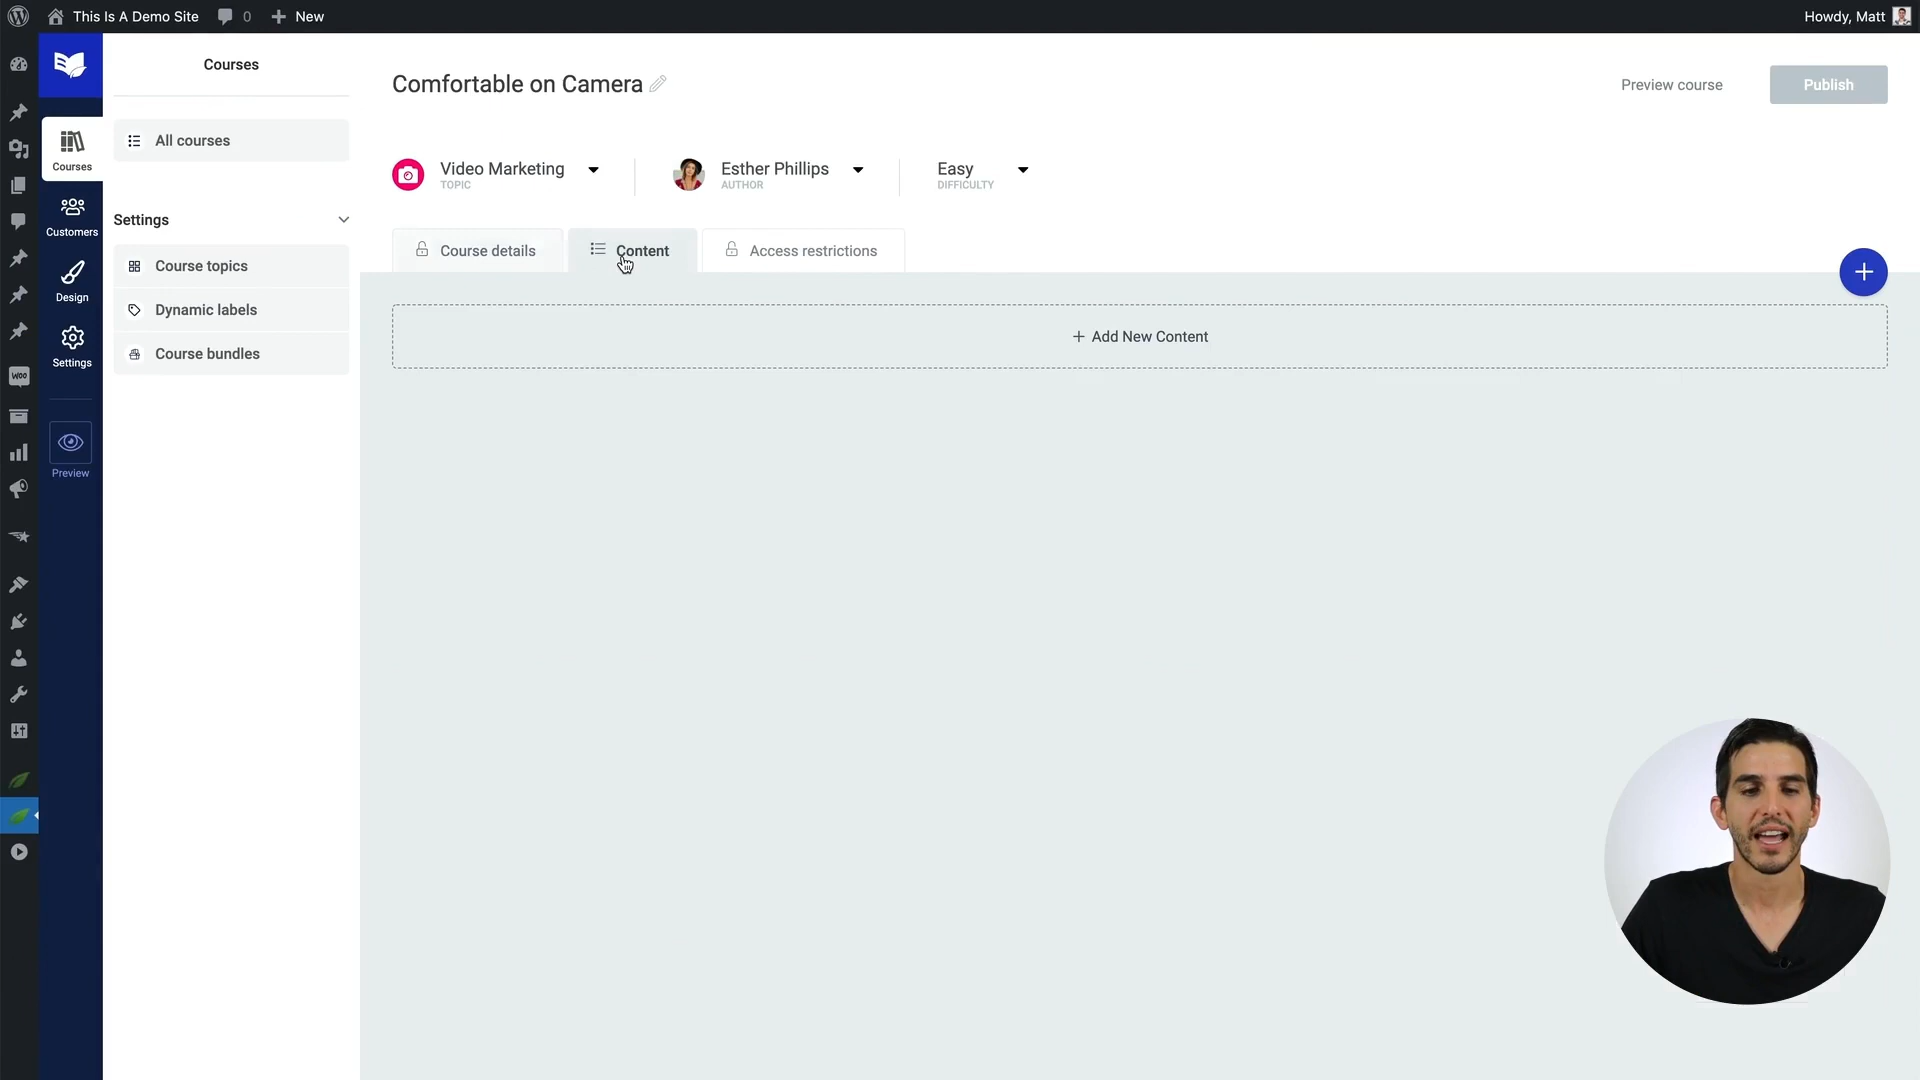 This Is A Demo Site 0 New Howdy, Matt
Courses
Comfortable on Camera
Preview course
Publish
All courses
Courses
Video Marketing
TOPIC
Esther Phillips
AUTHOR
Easy
DIFFICULTY
Settings
Customers
Course details
Content
Access restrictions
Course topics
Design
Dynamic labels
+ Add New Content
Settings
Course bundles
WOO
Preview